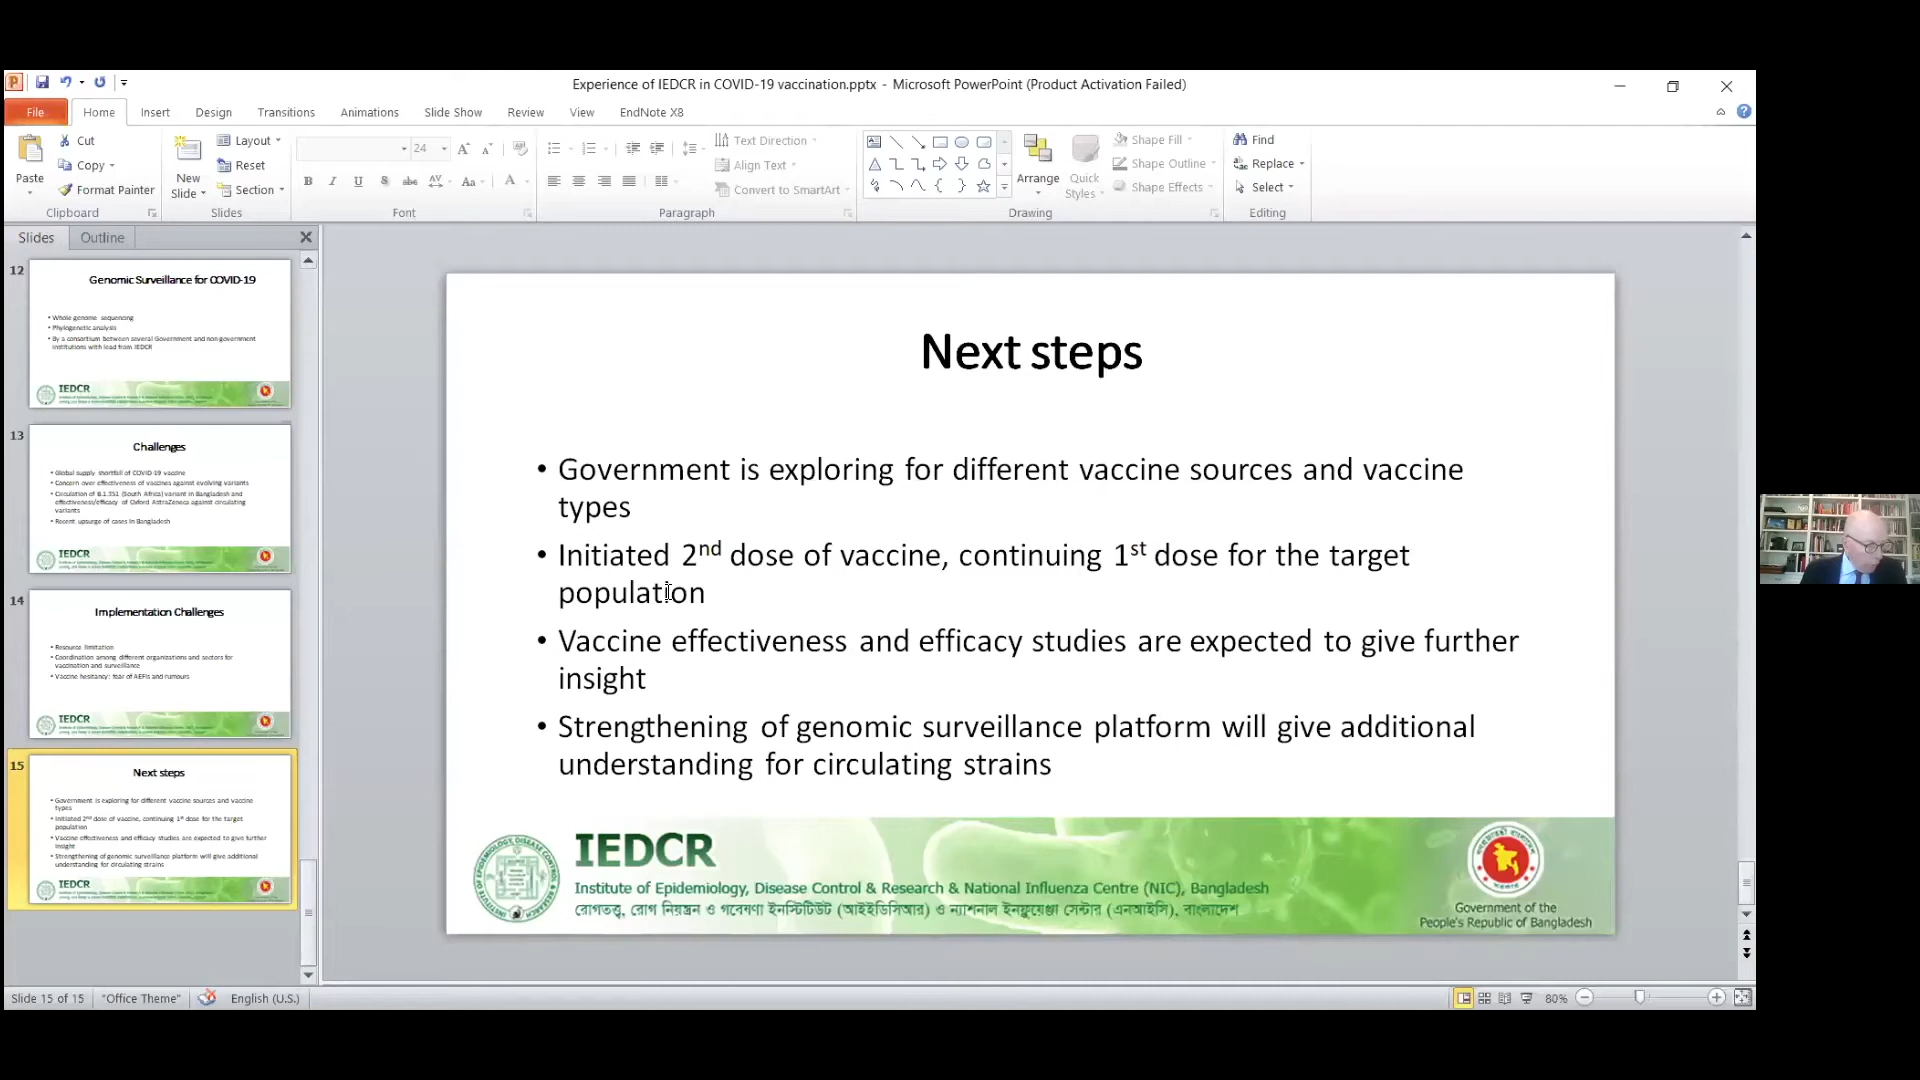 Experience of IEDCR in COVID-19 vaccination.pptx - Microsoft PowerPoint (Product Activation Failed)
File Home Insert Design Transitions Animations Slide Show Review View EndNote X8
Paste
Cut
Copy
Format Painter
Clipboard
New
Slide
Layout
Reset
Section
Slides
24
Font
Text Direction
Align Text
Convert to SmartArt
Paragraph
Arrange
Quick
Styles
Shape Fill
Shape Outline
Shape Effects
Drawing
Find
Replace
Select
Editing
Slides Outline
12
Genomic Surveillance for COVID-19
• Whole genome sequencing
• Phylogenetic analysis
• By a consortium between several Government and non-government
institutions with lead from IEDCR
IEDCR
13
Challenges
• Global supply shortfall of COVID-19 vaccine
• Concern over effectiveness of vaccines against evolving variants
• Circulation of B.1.351 (South Africa) variant in Bangladesh and
effectiveness/efficacy of Oxford AstraZeneca against circulating
variants
• Recent upsurge of cases in Bangladesh
IEDCR
14
Implementation Challenges
• Resource limitation
• Coordination among different organizations and sectors for
vaccination and surveillance
• Vaccine hesitancy: fear of AEFIs and rumours
IEDCR
15
Next steps
• Government is exploring for different vaccine sources and vaccine
types
• Initiated 2nd dose of vaccine, continuing 1st dose for the target
population
• Vaccine effectiveness and efficacy studies are expected to give further
insight
• Strengthening of genomic surveillance platform will give additional
understanding for circulating strains
IEDCR
Next steps
• Government is exploring for different vaccine sources and vaccine
types
• Initiated 2nd dose of vaccine, continuing 1st dose for the target
population
• Vaccine effectiveness and efficacy studies are expected to give further
insight
• Strengthening of genomic surveillance platform will give additional
understanding for circulating strains
IEDCR
Institute of Epidemiology, Disease Control & Research & National Influenza Centre (NIC), Bangladesh
রোগতত্ত্ব, রোগ নিয়ন্ত্রন ও গবেষণা ইনস্টিটিউট (আইইডিসিআর) ও ন্যাশনাল ইনফ্লুয়েঞ্জা সেন্টার (এনআইসি), বাংলাদেশ
Government of the
People's Republic of Bangladesh
Slide 15 of 15 "Office Theme" English (U.S.) 80%